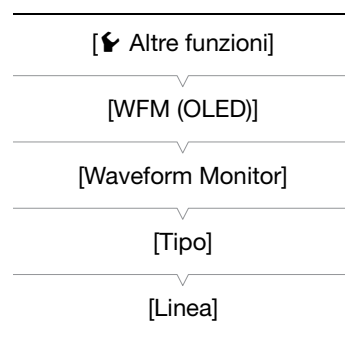 [ Altre funzioni]
[WFM (OLED)]
[Waveform Monitor]
[Tipo]
[Linea]